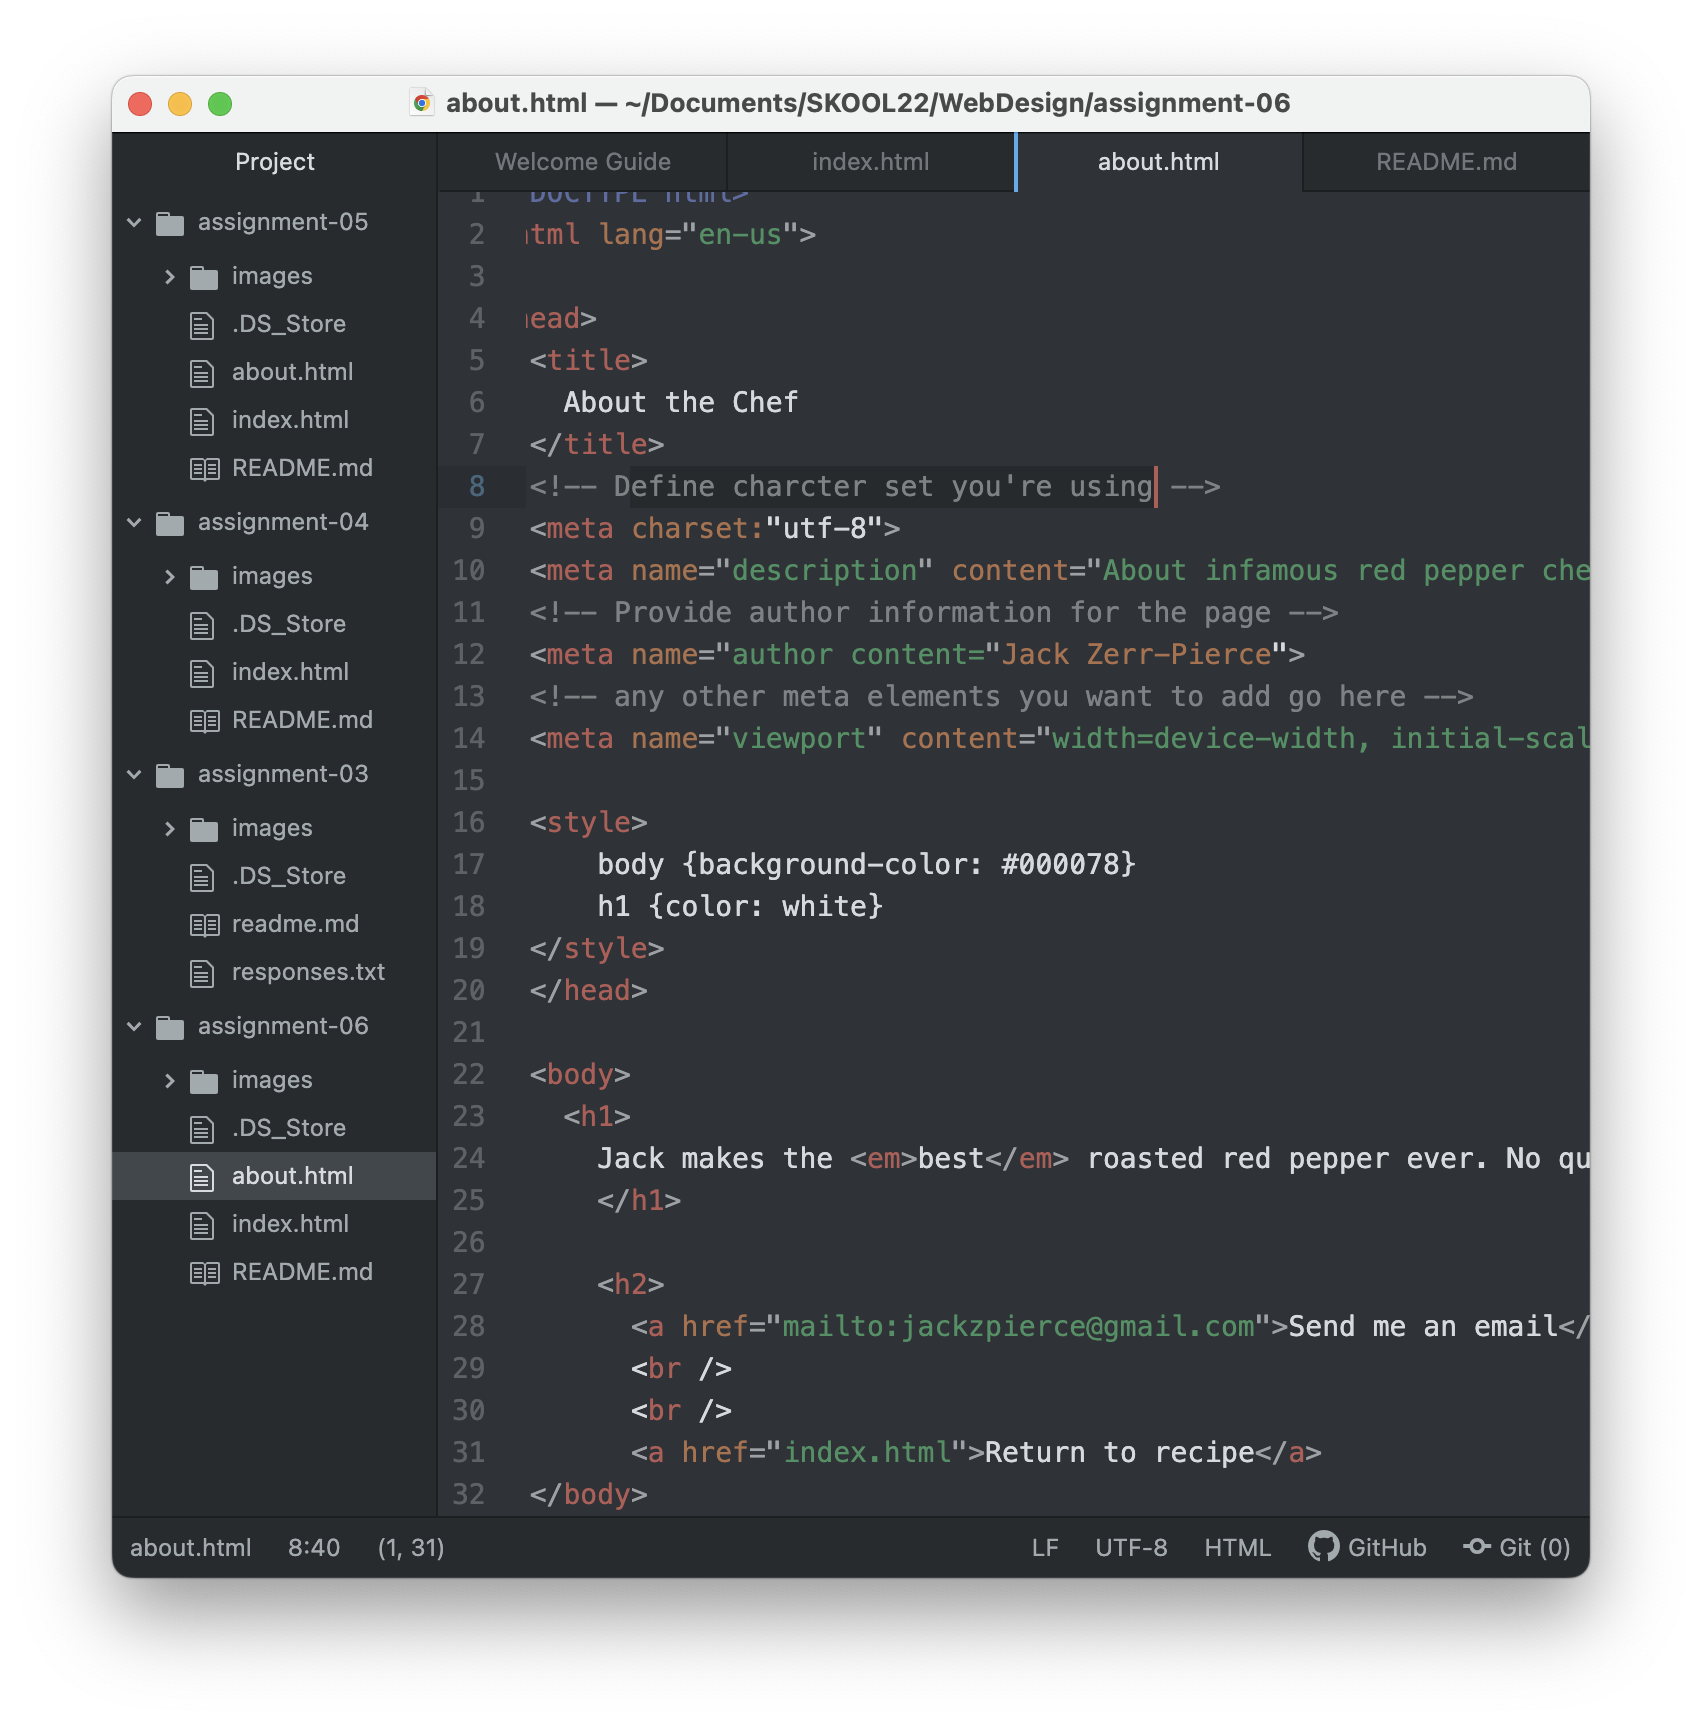 about.html — ~/Documents/SKOOL22/WebDesign/assignment-06
Project
Welcome Guide
index.html
about.html
README.md
assignment-05
images
.DS_Store
about.html
index.html
README.md
assignment-04
images
.DS_Store
index.html
README.md
assignment-03
images
.DS_Store
readme.md
responses.txt
assignment-06
images
.DS_Store
about.html
index.html
README.md
1 DOCTYPE html>
2 html lang="en-us">
3
4 ead>
5 <title>
6 About the Chef
7 </title>
8 <!-- Define charcter set you're using -->
9 <meta charset:"utf-8">
10 <meta name="description" content="About infamous red pepper che
11 <!-- Provide author information for the page -->
12 <meta name="author content="Jack Zerr-Pierce">
13 <!-- any other meta elements you want to add go here -->
14 <meta name="viewport" content="width=device-width, initial-scal
15
16 <style>
17 body {background-color: #000078}
18 h1 {color: white}
19 </style>
20 </head>
21
22 <body>
23 <h1>
24 Jack makes the <em>best</em> roasted red pepper ever. No qu
25 </h1>
26
27 <h2>
28 <a href="mailto:jackzpierce@gmail.com">Send me an email</
29 <br />
30 <br />
31 <a href="index.html">Return to recipe</a>
32 </body>
about.html 8:40 (1, 31) LF UTF-8 HTML GitHub Git (0)